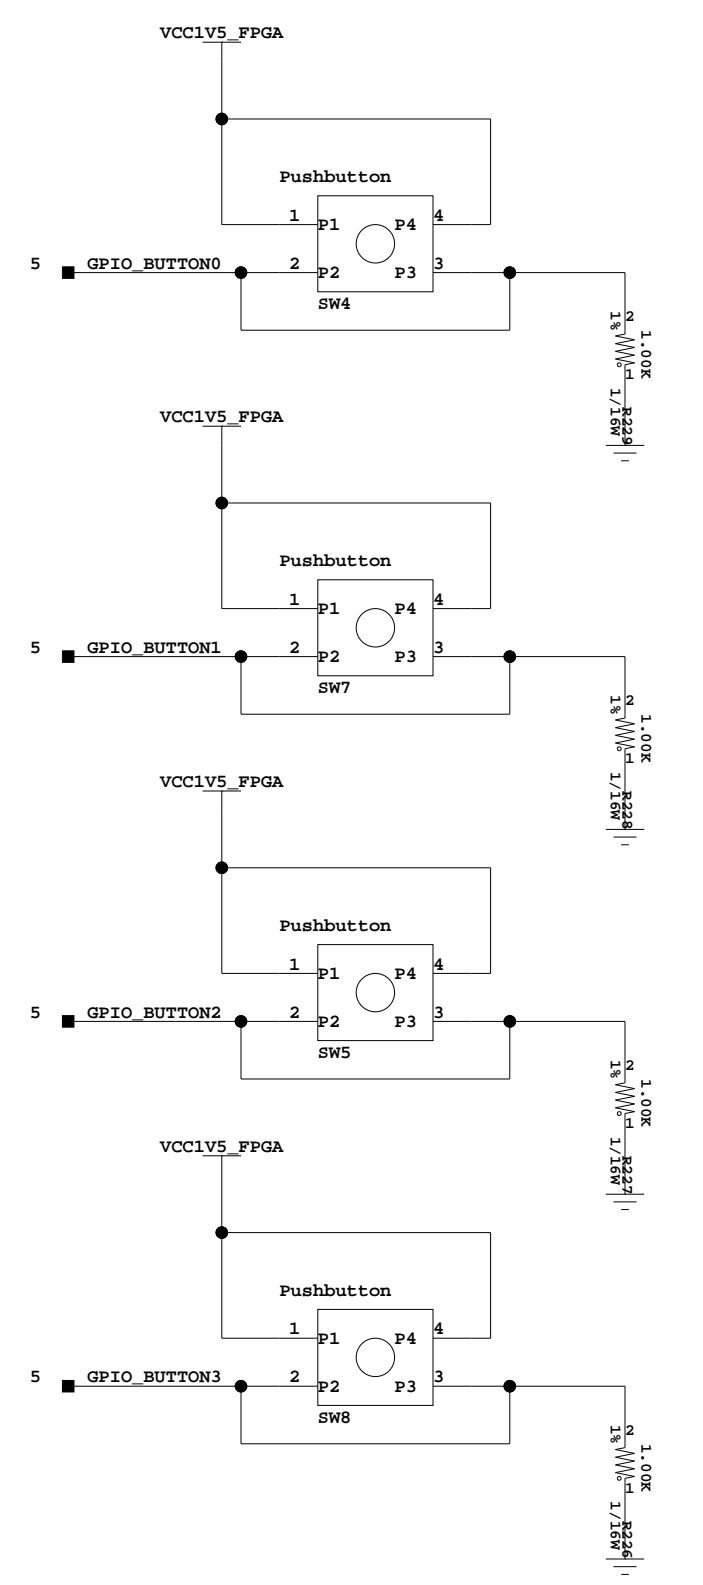 VCC1V5_FPGA
Pushbutton
1 P1 P4 4
5 GPIO_BUTTON0 2 P2 P3 3
SW4
2
1%
1.00K
1
1/16W
R229
VCC1V5_FPGA
Pushbutton
1 P1 P4 4
5 GPIO_BUTTON1 2 P2 P3 3
SW7
2
1%
1.00K
1
1/16W
R228
VCC1V5_FPGA
Pushbutton
1 P1 P4 4
5 GPIO_BUTTON2 2 P2 P3 3
SW5
2
1%
1.00K
1
1/16W
R227
VCC1V5_FPGA
Pushbutton
1 P1 P4 4
5 GPIO_BUTTON3 2 P2 P3 3
SW8
2
1%
1.00K
1
1/16W
R226